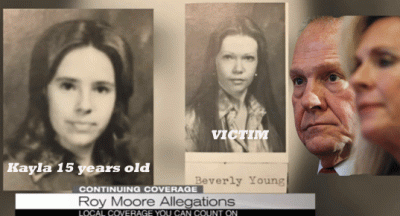 VICTIM
Kayla 15 years old
Beverly Young
CONTINUING COVERAGE
Roy Moore Allegations
LOCAL COVERAGE YOU CAN COUNT ON